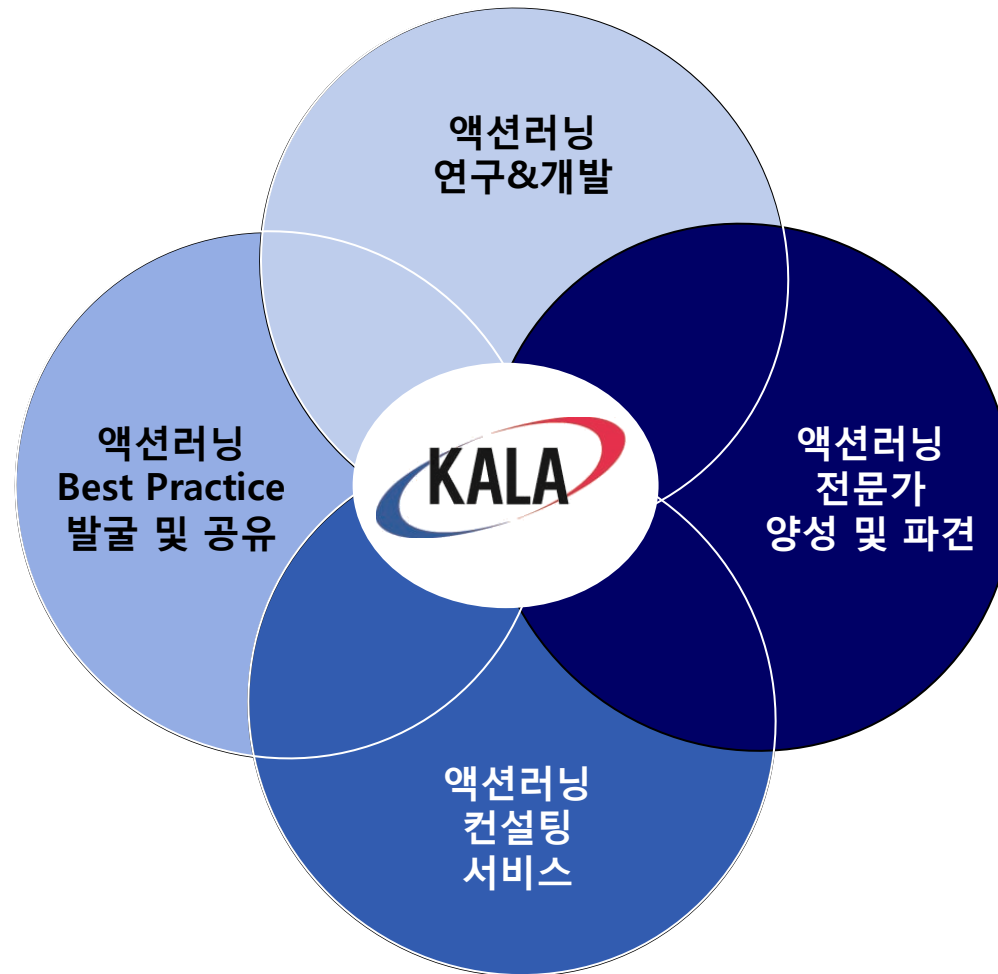 액션러닝
연구&개발
액션러닝
Best Practice
발굴 및 공유
KALA
액션러닝
전문가
양성 및 파견
액션러닝
컨설팅
서비스